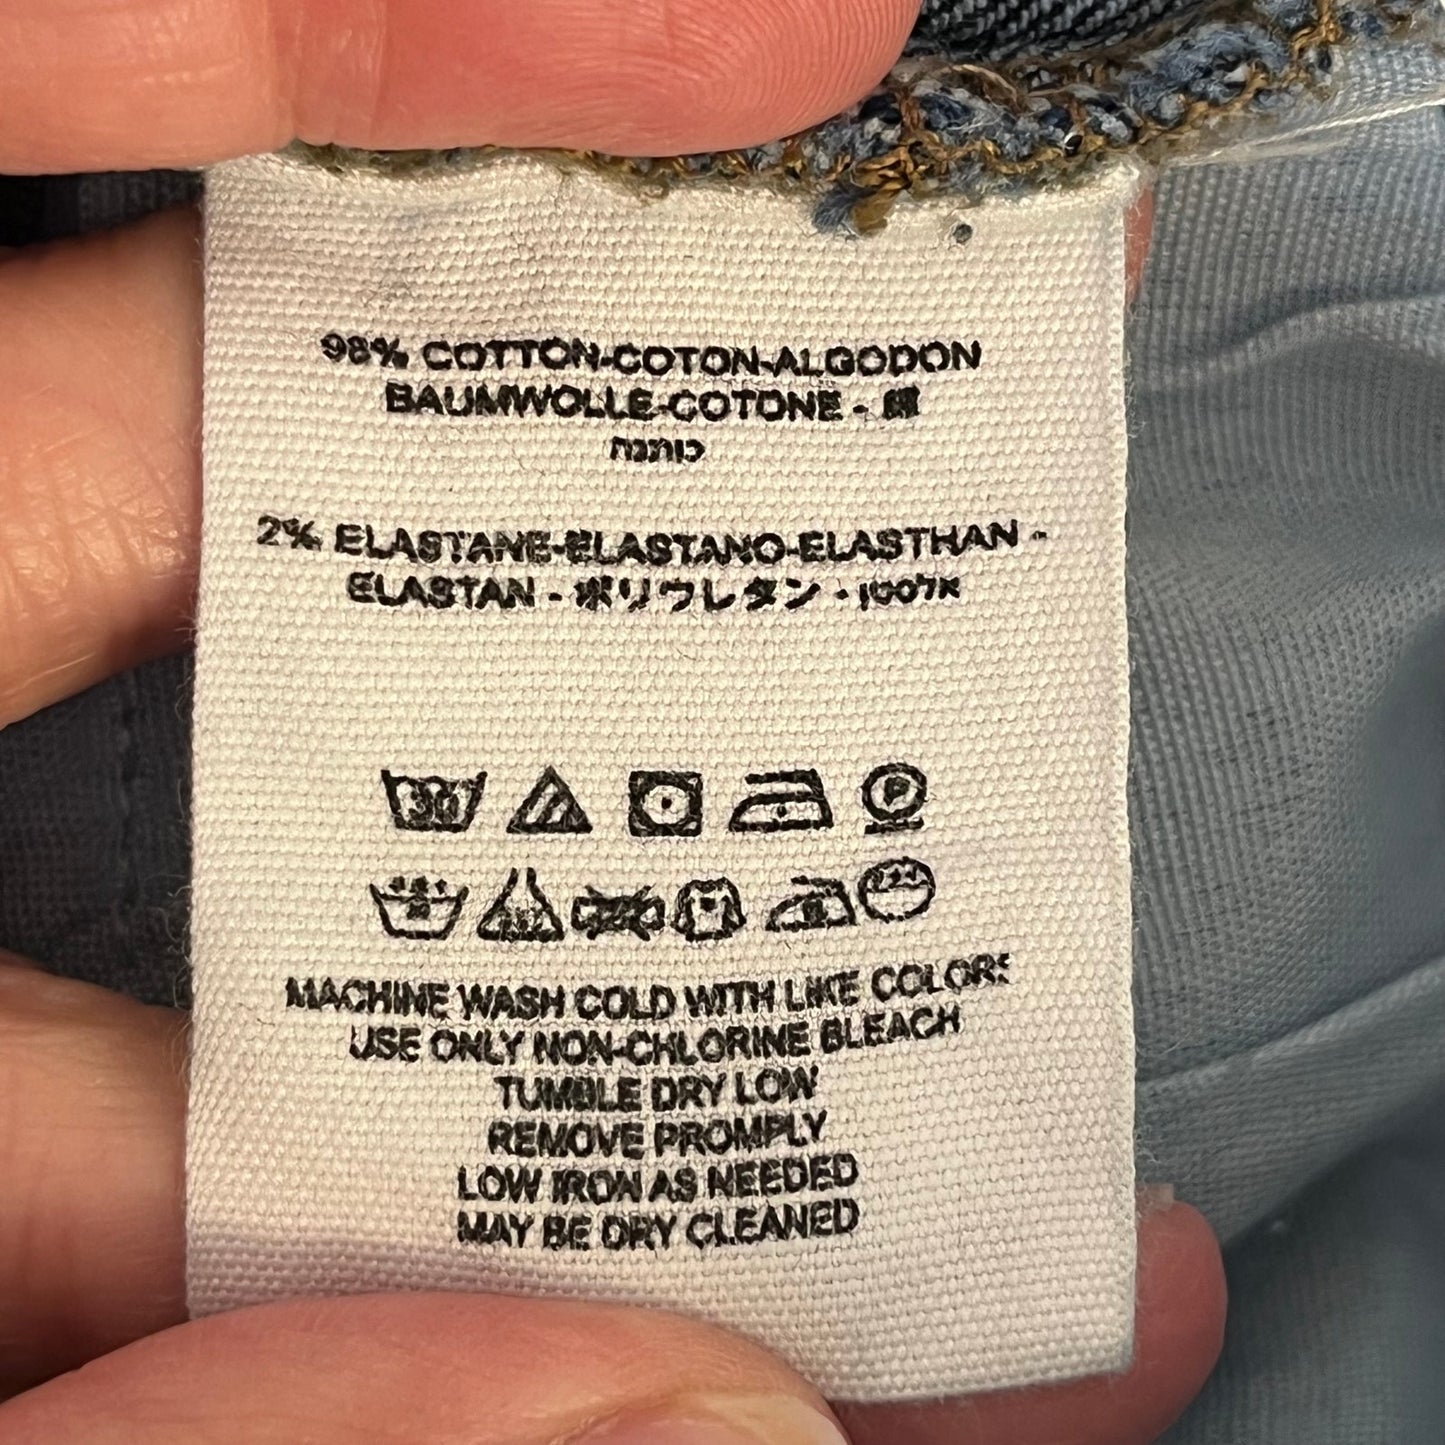 98% COTTON-COTON-ALGODON
BAUMWOLLE-COTONE - 綿
כותנה
2% ELASTANE-ELASTANO-ELASTHAN -
ELASTAN - ポリウレタン - אלסטן
30 P
MACHINE WASH COLD WITH LIKE COLORS
USE ONLY NON-CHLORINE BLEACH
TUMBLE DRY LOW
REMOVE PROMPLY
LOW IRON AS NEEDED
MAY BE DRY CLEANED